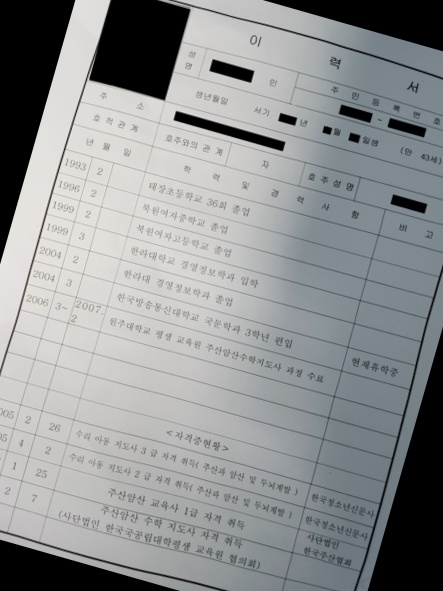 이 력 서
성 명
인
주 민 등 록 번 호
-
생년월일 서기 년 월 일생 (만 43세)
주 소
호 적 관 계 호주와의 관 계 자 호 주 성 명
년 월 일 학 력 및 경 력 사 항 비 고
1993 2 태장초등학교 36회 졸업
1996 2 북원여자중학교 졸업
1999 2 북원여자고등학교 졸업
1999 3 한라대학교 경영정보학과 입학
2004 2 한라대 경영정보학과 졸업
2004 3 한국방송통신대학교 국문학과 3학년 편입 현재휴학중
2006 3~ 2007. 2 원주대학교 평생 교육원 주산암산수학지도사 과정 수료
<자격증현황>
005 2 26 수리 아동 지도사 3 급 자격 취득( 주산과 암산 및 두뇌계발 ) 한국청소년신문사
05 4 2 수리 아동 지도사 2 급 자격 취득( 주산과 암산 및 두뇌계발 ) 한국청소년신문사
1 25 주산암산 교육사 1급 자격 취득 사단법인 한국주산협회
2 7 주산암산 수학 지도사 자격 취득
(사단법인 한국국공립대학평생 교육원 협의회)